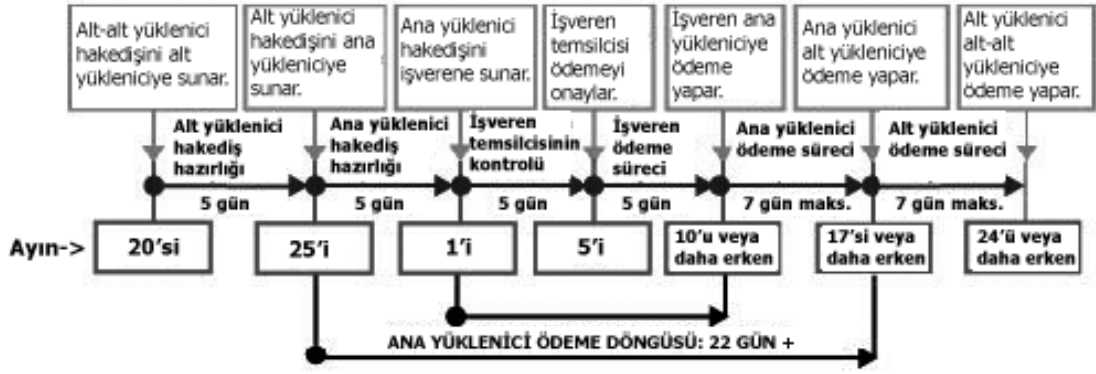 Alt-alt yüklenici
hakedişini alt
yükleniciye sunar.
Alt yüklenici
hakedişini ana
yükleniciye
sunar.
Ana yüklenici
hakedişini
işverene sunar.
İşveren
temsilcisi
ödemeyi
onaylar.
İşveren ana
yükleniciye
ödeme
yapar.
Ana yüklenici
alt yükleniciye
ödeme yapar.
Alt yüklenici
alt-alt
yükleniciye
ödeme yapar.
Alt yüklenici
hakediş
hazırlığı
Ana yüklenici
hakediş
hazırlığı
İşveren
temsilcisinin
kontrolü
İşveren
ödeme
süreci
Ana yüklenici
ödeme süreci
Alt yüklenici
ödeme süreci
5 gün
5 gün
5 gün
5 gün
7 gün maks.
7 gün maks.
Ayın->
20'si
25'i
1'i
5'i
10'u veya
daha erken
17'si veya
daha erken
24'ü veya
daha erken
ANA YÜKLENİCİ ÖDEME DÖNGÜSÜ: 22 GÜN +